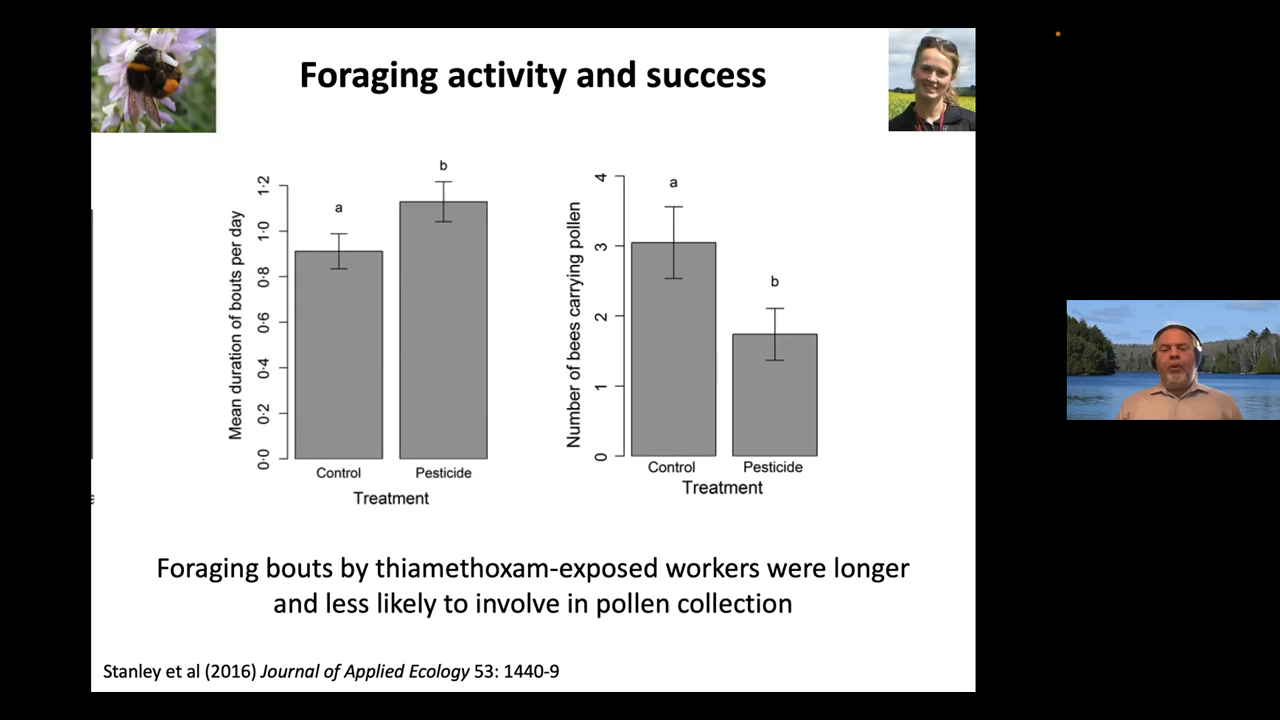 Foraging activity and success
Mean duration of bouts per day
0·0
0·2
0·4
0·6
0·8
1·0
1·2
a
b
Control
Pesticide
Treatment
Number of bees carrying pollen
0
1
2
3
4
a
b
Control
Pesticide
Treatment
Foraging bouts by thiamethoxam-exposed workers were longer
and less likely to involve in pollen collection
Stanley et al (2016) Journal of Applied Ecology 53: 1440-9